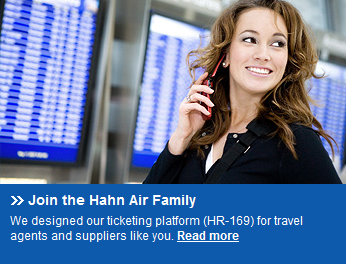 >> Join the Hahn Air Family
We designed our ticketing platform (HR-169) for travel
agents and suppliers like you. Read more